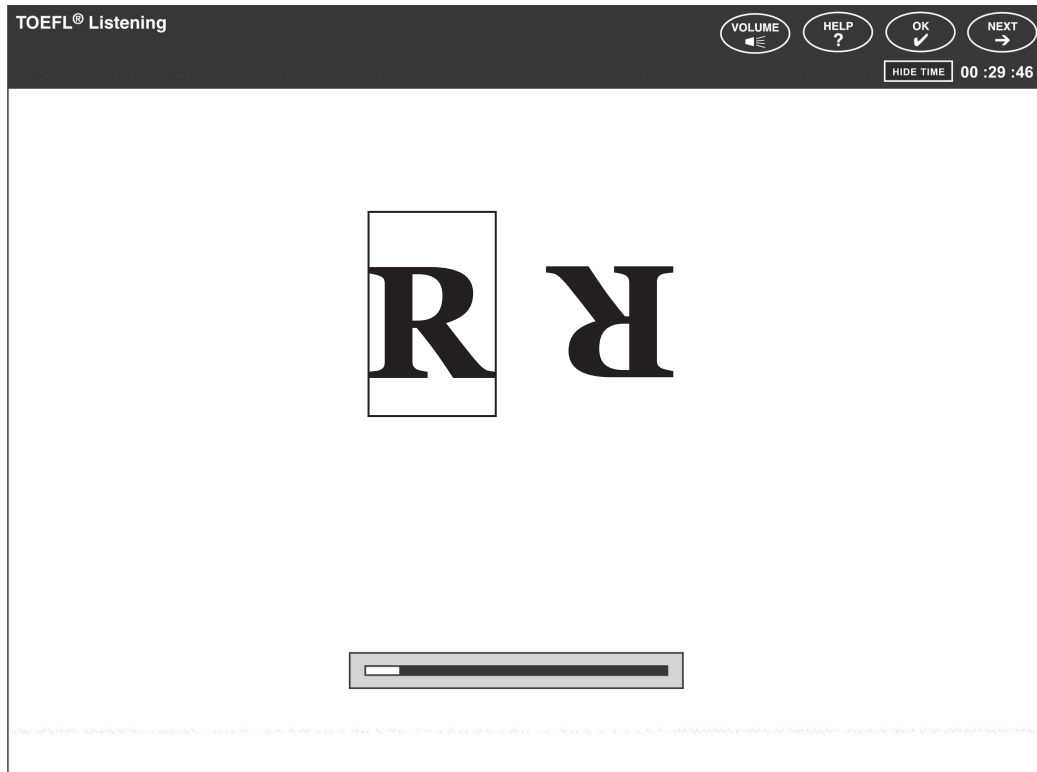 TOEFL® Listening
VOLUME HELP ? OK ✔ NEXT →
HIDE TIME 00 :29 :46
R R